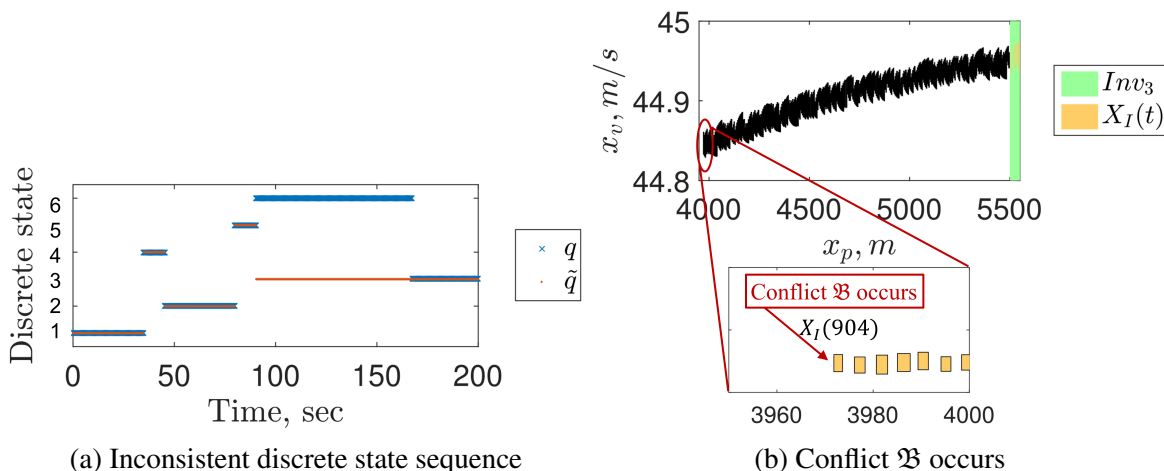 Discrete state
6
5
4
3
2
1
0
50
100
150
200
Time, sec
q
q̃
(a) Inconsistent discrete state sequence
45
44.9
44.8
x_v, m/s
4000
4500
5000
5500
x_p, m
Inv_3
X_I(t)
Conflict 𝔅 occurs
X_I(904)
3960
3980
4000
(b) Conflict 𝔅 occurs